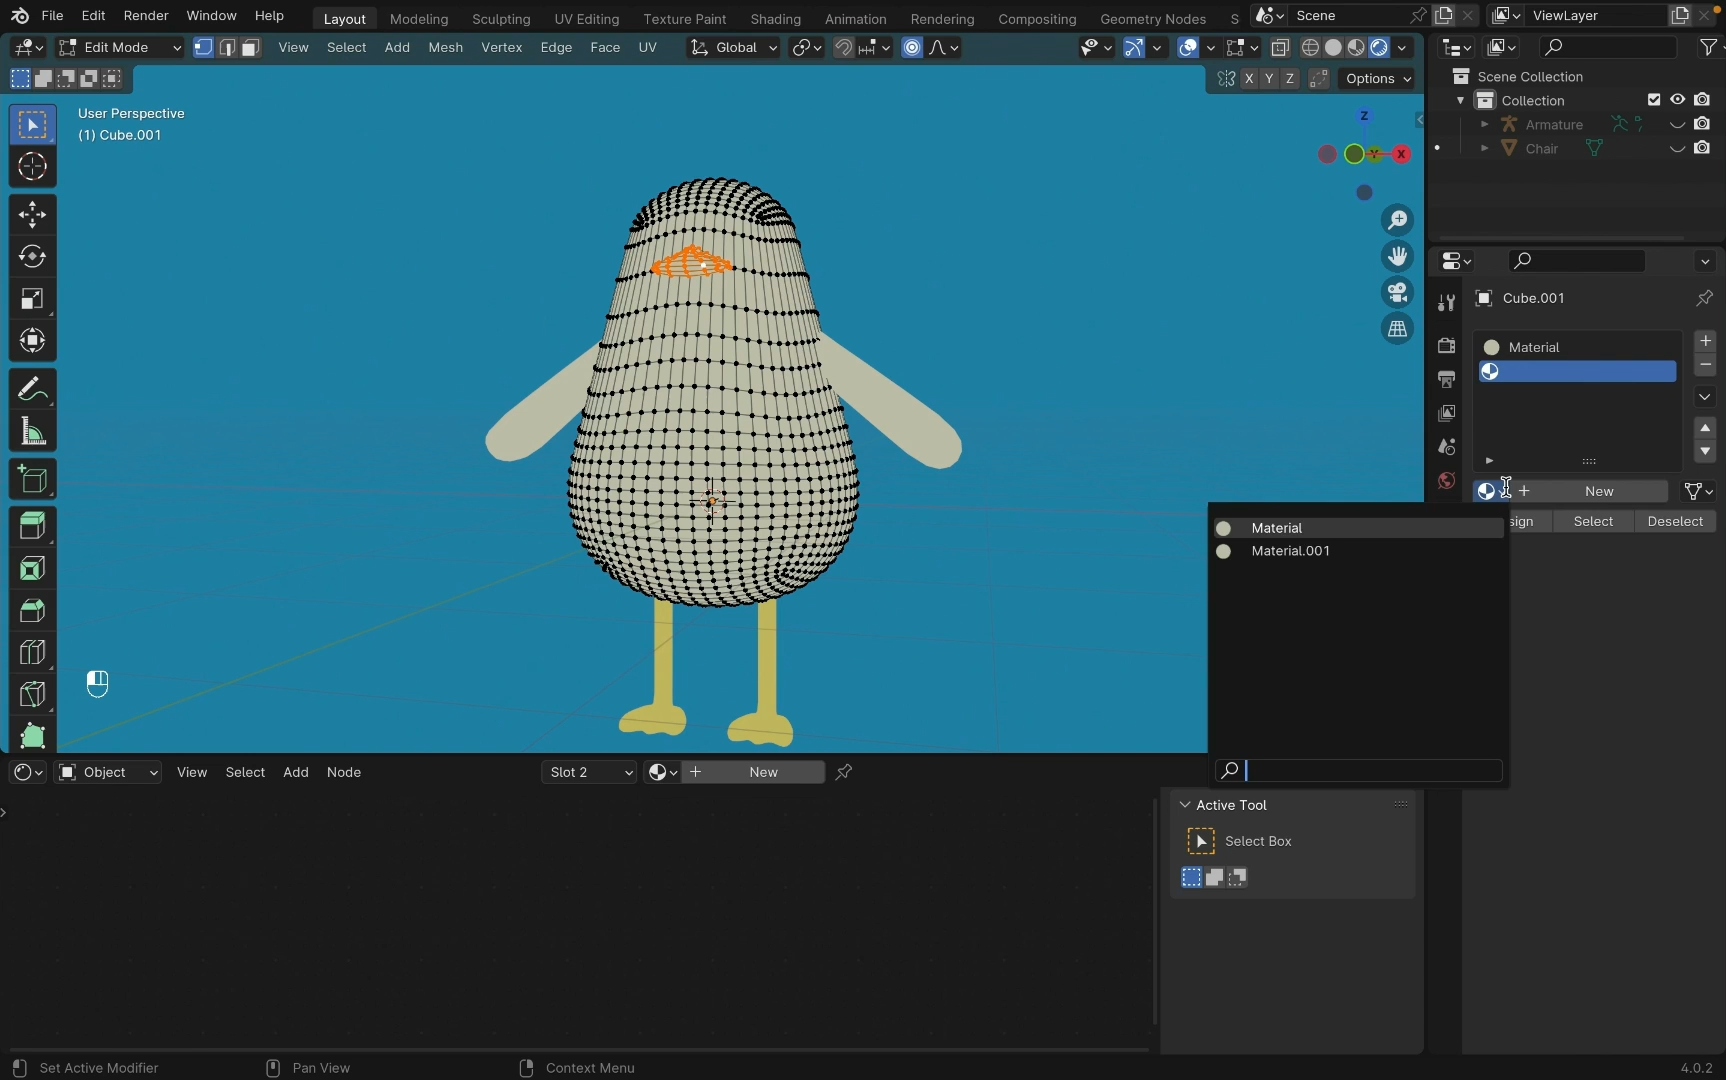 File Edit Render Window Help Layout Modeling Sculpting UV Editing Texture Paint Shading Animation Rendering Compositing Geometry Nodes S Scene ViewLayer
Edit Mode View Select Add Mesh Vertex Edge Face UV Global
X Y Z Options
User Perspective
(1) Cube.001
Z
Y X
Scene Collection
Collection
Armature
Chair
Cube.001
Material
New
sign Select Deselect
Material
Material.001
Object View Select Add Node Slot 2 New
Active Tool
Select Box
Set Active Modifier Pan View Context Menu 4.0.2